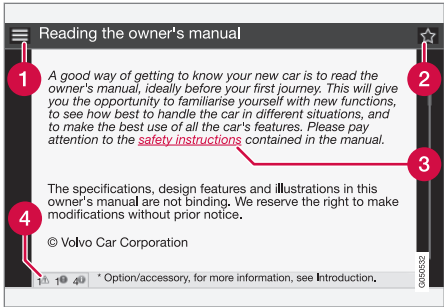 Reading the owner's manual
1
2
A good way of getting to know your new car is to read the
owner's manual, ideally before your first journey. This will give
you the opportunity to familiarise yourself with new functions,
to see how best to handle the car in different situations, and
to make the best use of all the car's features. Please pay
attention to the safety instructions contained in the manual.
3
The specifications, design features and illustrations in this
owner's manual are not binding. We reserve the right to make
modifications without prior notice.
4
© Volvo Car Corporation
1 1 4 * Option/accessory, for more information, see Introduction.
G050532